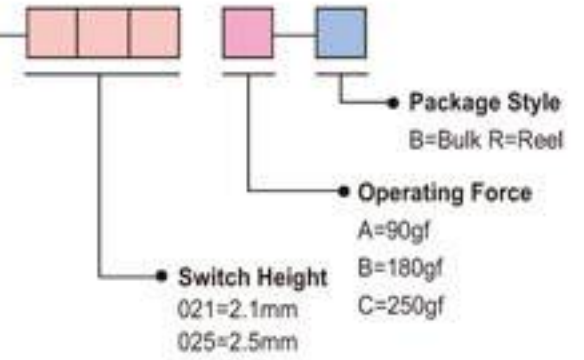 Package Style
B=Bulk R=Reel
Operating Force
A=90gf
B=180gf
C=250gf
Switch Height
021=2.1mm
025=2.5mm